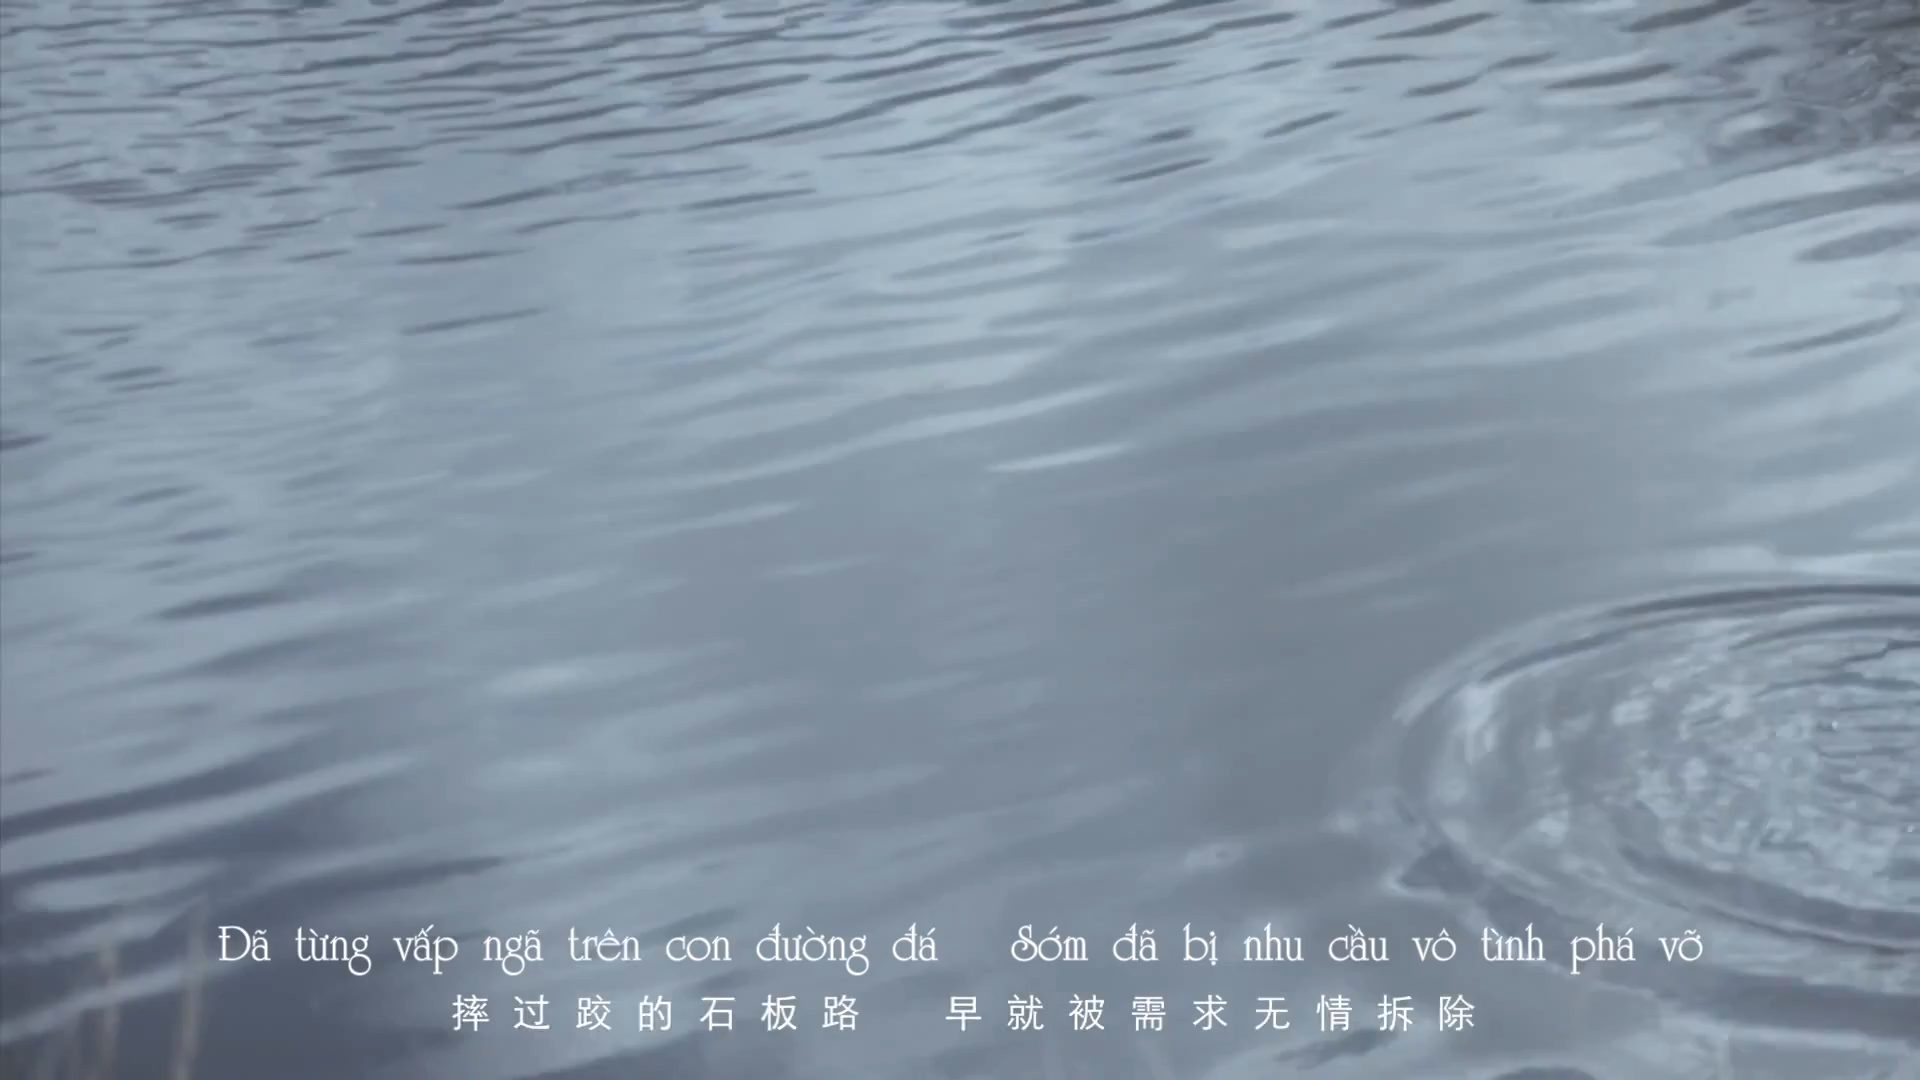 Đã từng vấp ngã trên con đường đá Sớm đã bị nhu cầu vô tình phá vỡ
摔过跤的石板路 早就被需求无情拆除